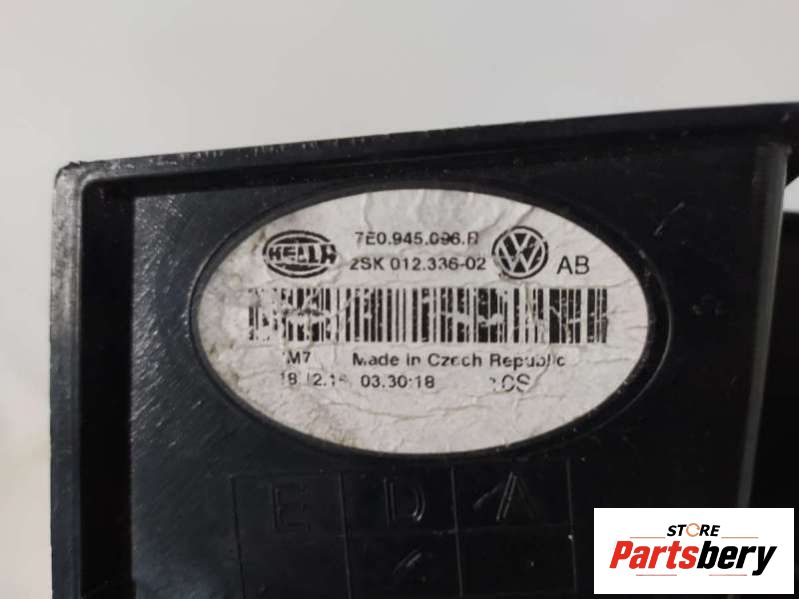 HELLA
7E0.945.096.R
2SK 012.336-02
AB
M7 Made in Czech Republic
03.30:18
E D A
STORE
Partsbery